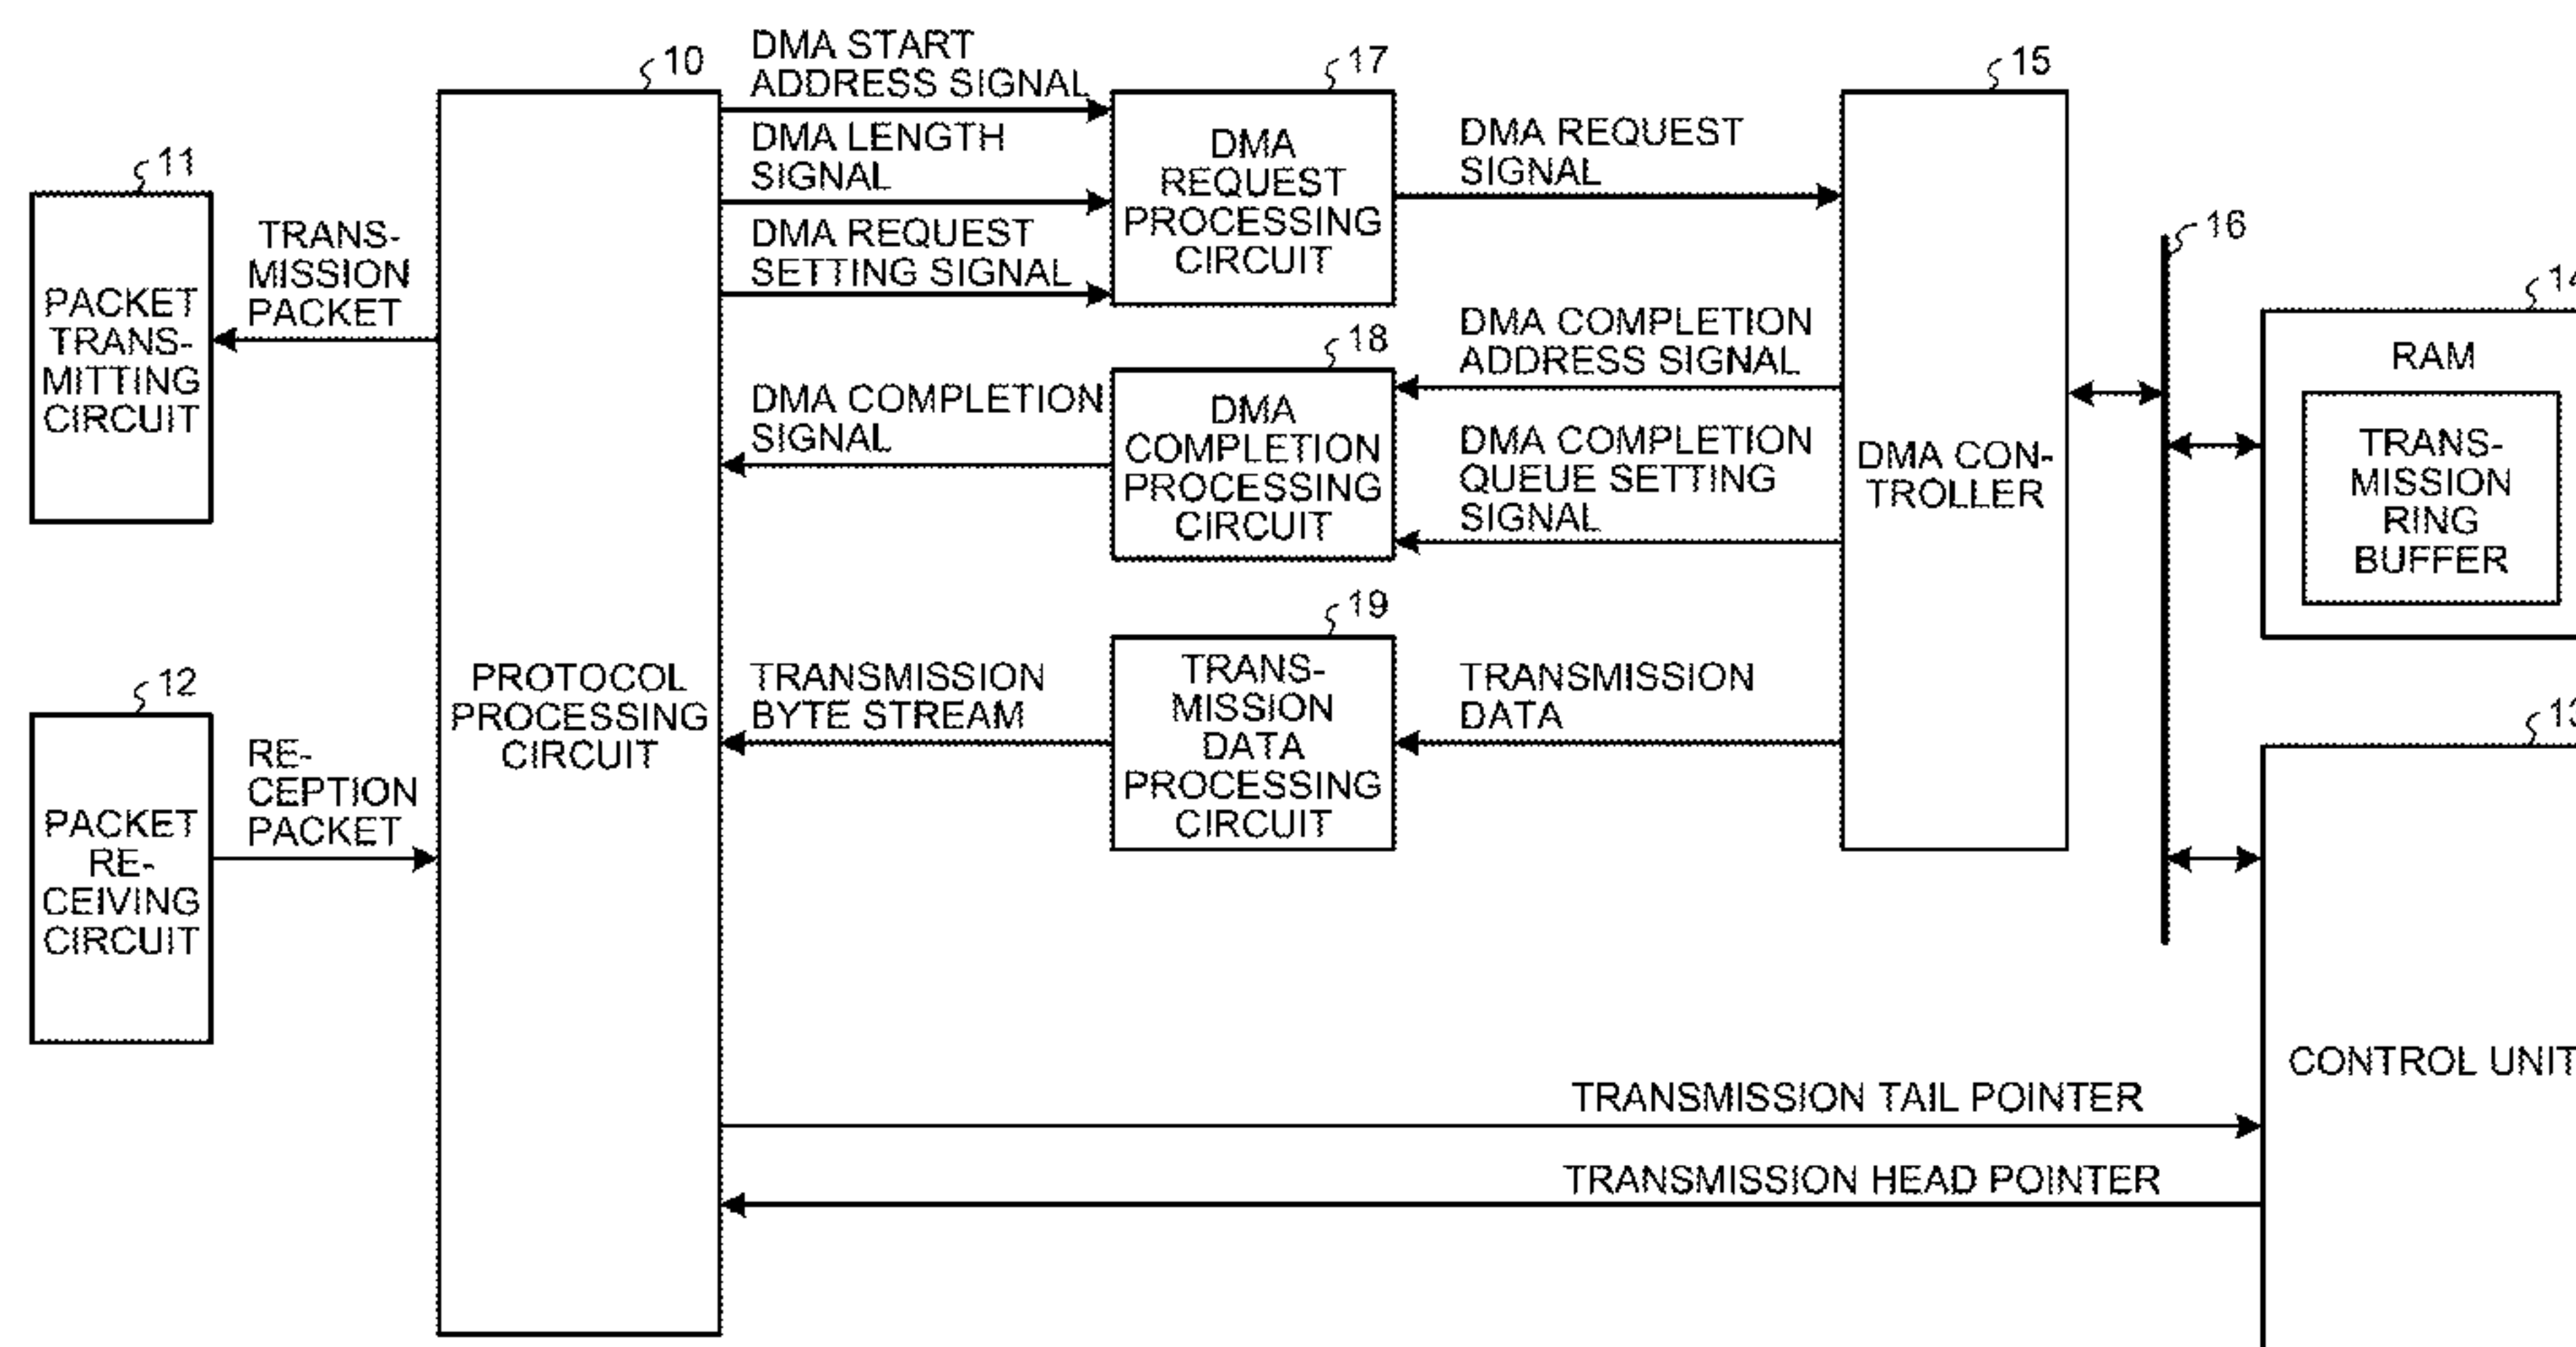 10
DMA START
ADDRESS SIGNAL
17
15
DMA LENGTH
SIGNAL
DMA REQUEST
SETTING SIGNAL
DMA
REQUEST
PROCESSING
CIRCUIT
DMA REQUEST
SIGNAL
11
TRANS-
MISSION
PACKET
PACKET
TRANS-
MITTING
CIRCUIT
16
14
RAM
TRANS-
MISSION
RING
BUFFER
18
DMA COMPLETION
SIGNAL
DMA
COMPLETION
PROCESSING
CIRCUIT
DMA COMPLETION
ADDRESS SIGNAL
DMA COMPLETION
QUEUE SETTING
SIGNAL
DMA CON-
TROLLER
19
12
RE-
CEPTION
PACKET
PACKET
RE-
CEIVING
CIRCUIT
PROTOCOL
PROCESSING
CIRCUIT
TRANSMISSION
BYTE STREAM
TRANS-
MISSION
DATA
PROCESSING
CIRCUIT
TRANSMISSION
DATA
13
CONTROL UNIT
TRANSMISSION TAIL POINTER
TRANSMISSION HEAD POINTER